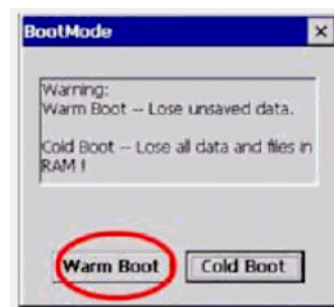 BootMode
Warning:
Warm Boot -- Lose unsaved data.
Cold Boot -- Lose all data and files in
RAM !
Warm Boot Cold Boot